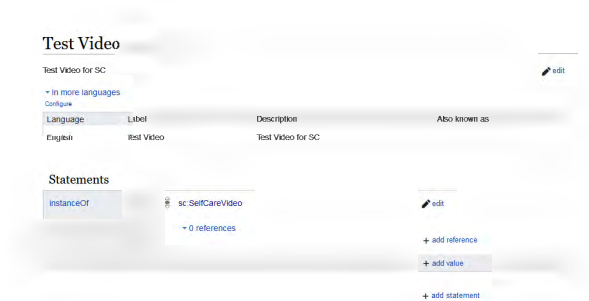 Test Video
Test Video for SC
edit
In more languages
Configure
Language Label Description Also known as
English Test Video Test Video for SC
Statements
instanceOf sc:SelfCareVideo edit
0 references
+ add reference
+ add value
+ add statement